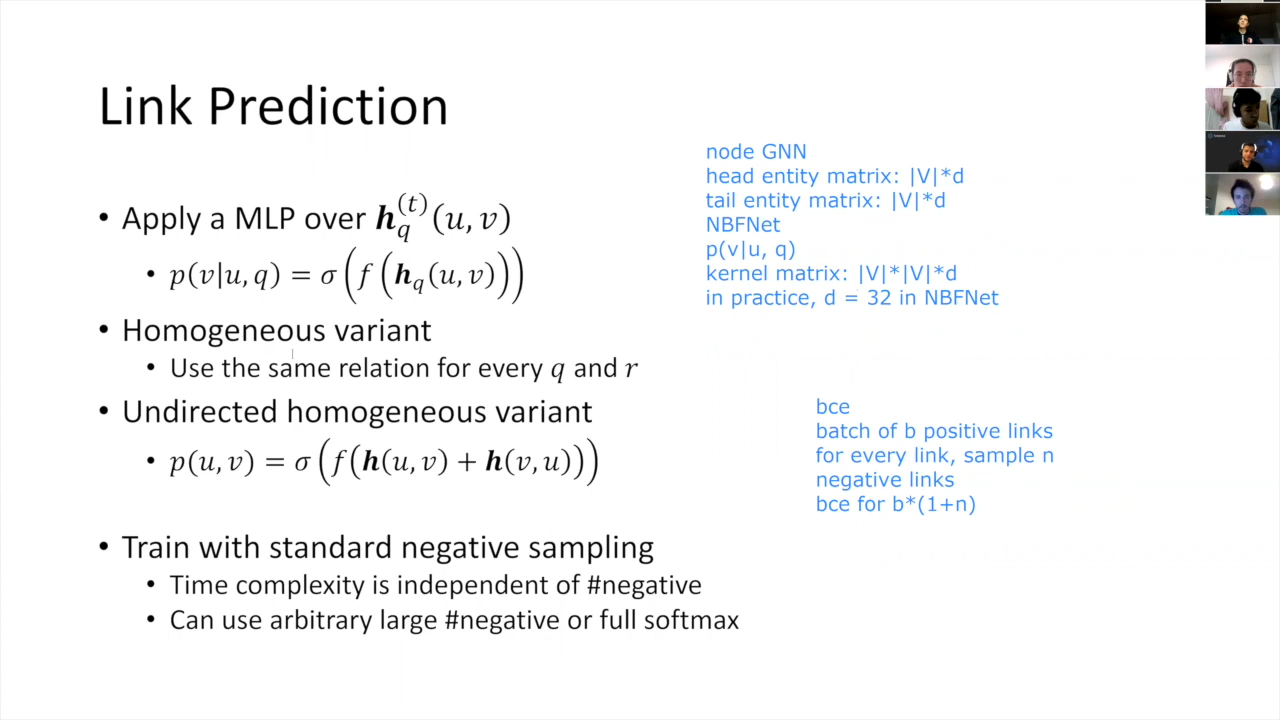 Link Prediction
• Apply a MLP over 𝒉_q^(t)(u, v)
• p(v|u, q) = σ(f(𝒉_q(u, v)))
• Homogeneous variant
• Use the same relation for every q and r
• Undirected homogeneous variant
• p(u, v) = σ(f(𝒉(u, v) + 𝒉(v, u)))
• Train with standard negative sampling
• Time complexity is independent of #negative
• Can use arbitrary large #negative or full softmax
node GNN
head entity matrix: |V|*d
tail entity matrix: |V|*d
NBFNet
p(v|u, q)
kernel matrix: |V|*|V|*d
in practice, d = 32 in NBFNet
bce
batch of b positive links
for every link, sample n
negative links
bce for b*(1+n)